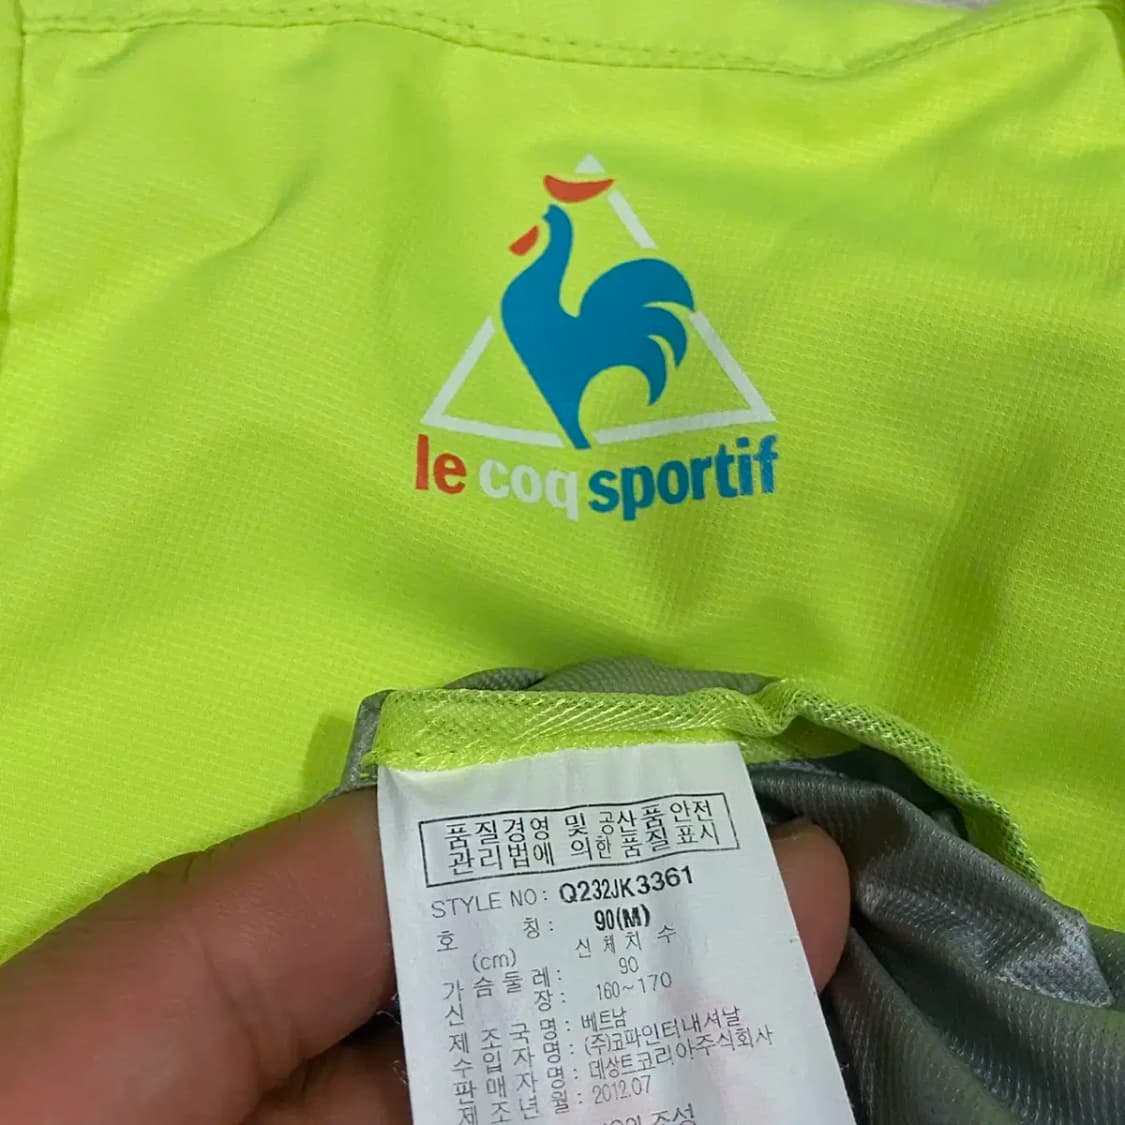 le coq sportif
품질경영 및 공산품안전
관리법에 의한 품질표시
STYLE NO: Q232JK3361
호 칭: 90(M)
(cm) 신체치수
가슴둘레: 90
신 장: 160~170
제조국명: 베트남
수입자명: (주)코파인터내셔날
판매자명: 데상트코리아주식회사
제조년월: 2012.07
조성